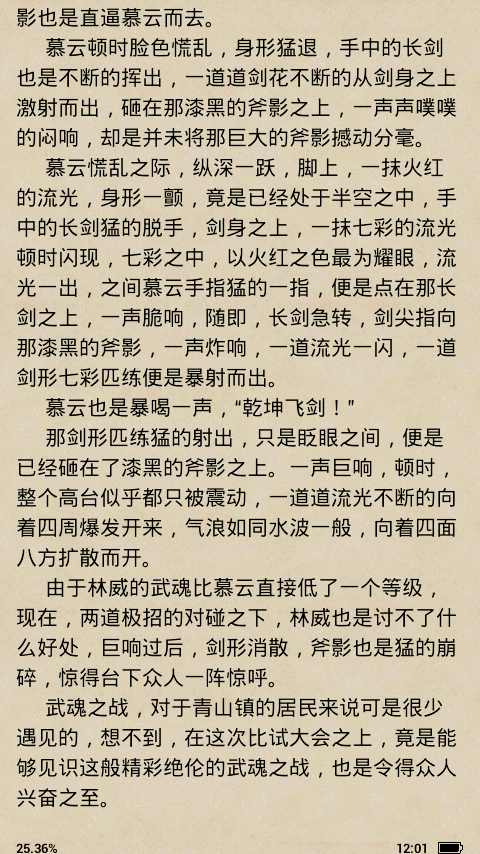 影也是直逼慕云而去。
慕云顿时脸色慌乱，身形猛退，手中的长剑
也是不断的挥出，一道道剑花不断的从剑身之上
激射而出，砸在那漆黑的斧影之上，一声声噗噗
的闷响，却是并未将那巨大的斧影撼动分毫。
慕云慌乱之际，纵深一跃，脚上，一抹火红
的流光，身形一颤，竟是已经处于半空之中，手
中的长剑猛的脱手，剑身之上，一抹七彩的流光
顿时闪现，七彩之中，以火红之色最为耀眼，流
光一出，之间慕云手指猛的一指，便是点在那长
剑之上，一声脆响，随即，长剑急转，剑尖指向
那漆黑的斧影，一声炸响，一道流光一闪，一道
剑形七彩匹练便是暴射而出。
慕云也是暴喝一声，“乾坤飞剑！”
那剑形匹练猛的射出，只是眨眼之间，便是
已经砸在了漆黑的斧影之上。一声巨响，顿时，
整个高台似乎都只被震动，一道道流光不断的向
着四周爆发开来，气浪如同水波一般，向着四面
八方扩散而开。
由于林威的武魂比慕云直接低了一个等级，
现在，两道极招的对碰之下，林威也是讨不了什
么好处，巨响过后，剑形消散，斧影也是猛的崩
碎，惊得台下众人一阵惊呼。
武魂之战，对于青山镇的居民来说可是很少
遇见的，想不到，在这次比试大会之上，竟是能
够见识这般精彩绝伦的武魂之战，也是令得众人
兴奋之至。
25.36% 12:01